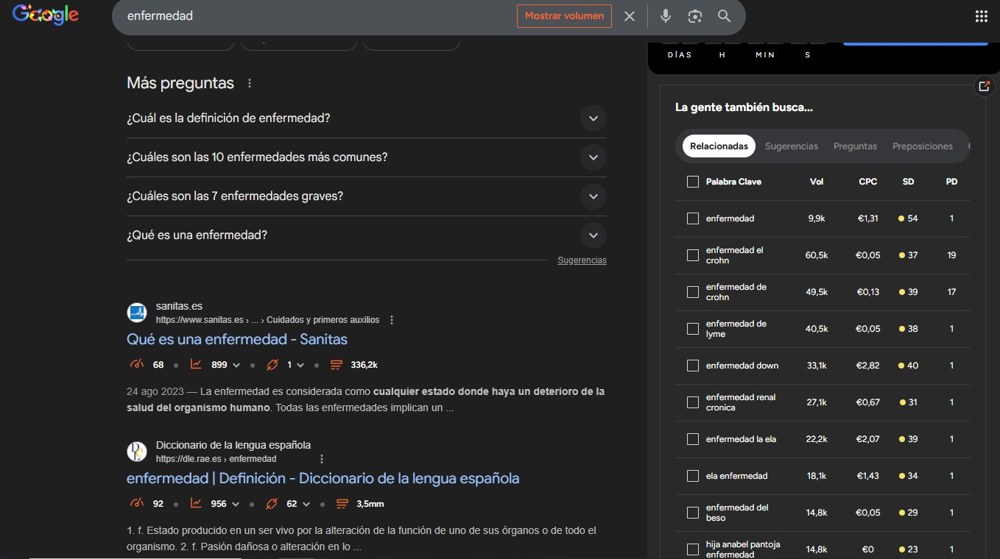 Google
enfermedad
Mostrar volumen
DÍAS H MIN S
Más preguntas
¿Cuál es la definición de enfermedad?
¿Cuáles son las 10 enfermedades más comunes?
¿Cuáles son las 7 enfermedades graves?
¿Qué es una enfermedad?
Sugerencias
sanitas.es
https://www.sanitas.es › ... › Cuidados y primeros auxilios
Qué es una enfermedad - Sanitas
68 899 1 336,2k
24 ago 2023 — La enfermedad es considerada como cualquier estado donde haya un deterioro de la
salud del organismo humano. Todas las enfermedades implican un ...
Diccionario de la lengua española
https://dle.rae.es › enfermedad
enfermedad | Definición - Diccionario de la lengua española
92 956 62 3,5mm
1. f. Estado producido en un ser vivo por la alteración de la función de uno de sus órganos o de todo el
organismo. 2. f. Pasión dañosa o alteración en lo ...
La gente también busca...
Relacionadas Sugerencias Preguntas Preposiciones
Palabra Clave Vol CPC SD PD
enfermedad 9,9k €1,31 54 1
enfermedad el
crohn 60,5k €0,05 37 19
enfermedad de
crohn 49,5k €0,13 39 17
enfermedad de
lyme 40,5k €0,05 38 1
enfermedad down 33,1k €2,82 40 1
enfermedad renal
cronica 27,1k €0,67 31 1
enfermedad la ela 22,2k €2,07 39 1
ela enfermedad 18,1k €1,43 34 1
enfermedad del
beso 14,8k €0,05 29 1
hija anabel pantoja
enfermedad 14,8k €0 23 1